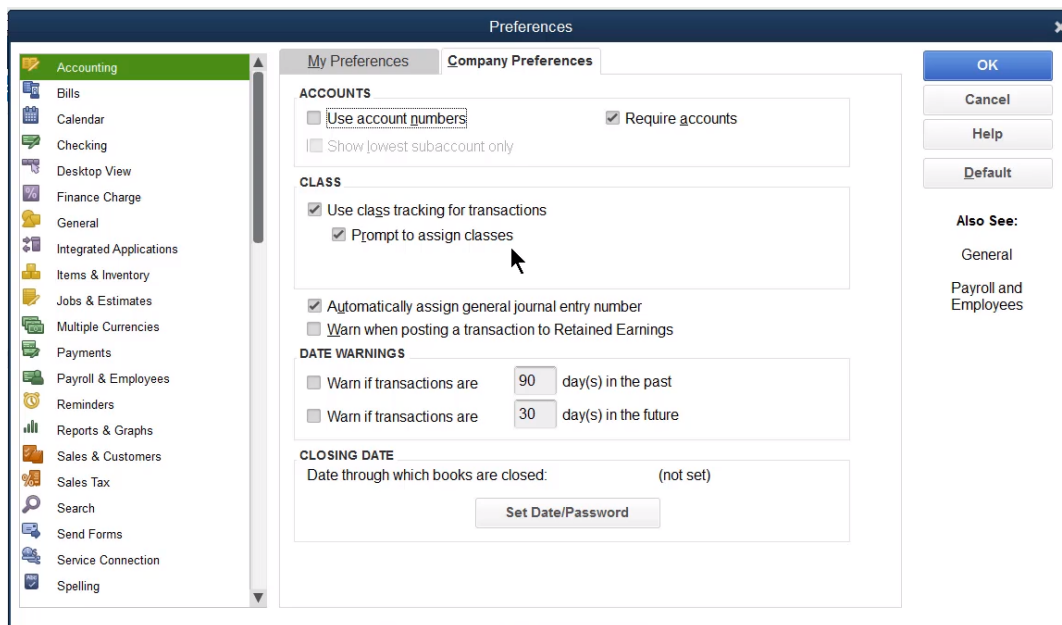 Preferences
Accounting
Bills
Calendar
Checking
Desktop View
Finance Charge
General
Integrated Applications
Items & Inventory
Jobs & Estimates
Multiple Currencies
Payments
Payroll & Employees
Reminders
Reports & Graphs
Sales & Customers
Sales Tax
Search
Send Forms
Service Connection
Spelling
My Preferences
Company Preferences
ACCOUNTS
Use account numbers
Require accounts
Show lowest subaccount only
CLASS
Use class tracking for transactions
Prompt to assign classes
Automatically assign general journal entry number
Warn when posting a transaction to Retained Earnings
DATE WARNINGS
Warn if transactions are 90 day(s) in the past
Warn if transactions are 30 day(s) in the future
CLOSING DATE
Date through which books are closed: (not set)
Set Date/Password
OK
Cancel
Help
Default
Also See:
General
Payroll and
Employees